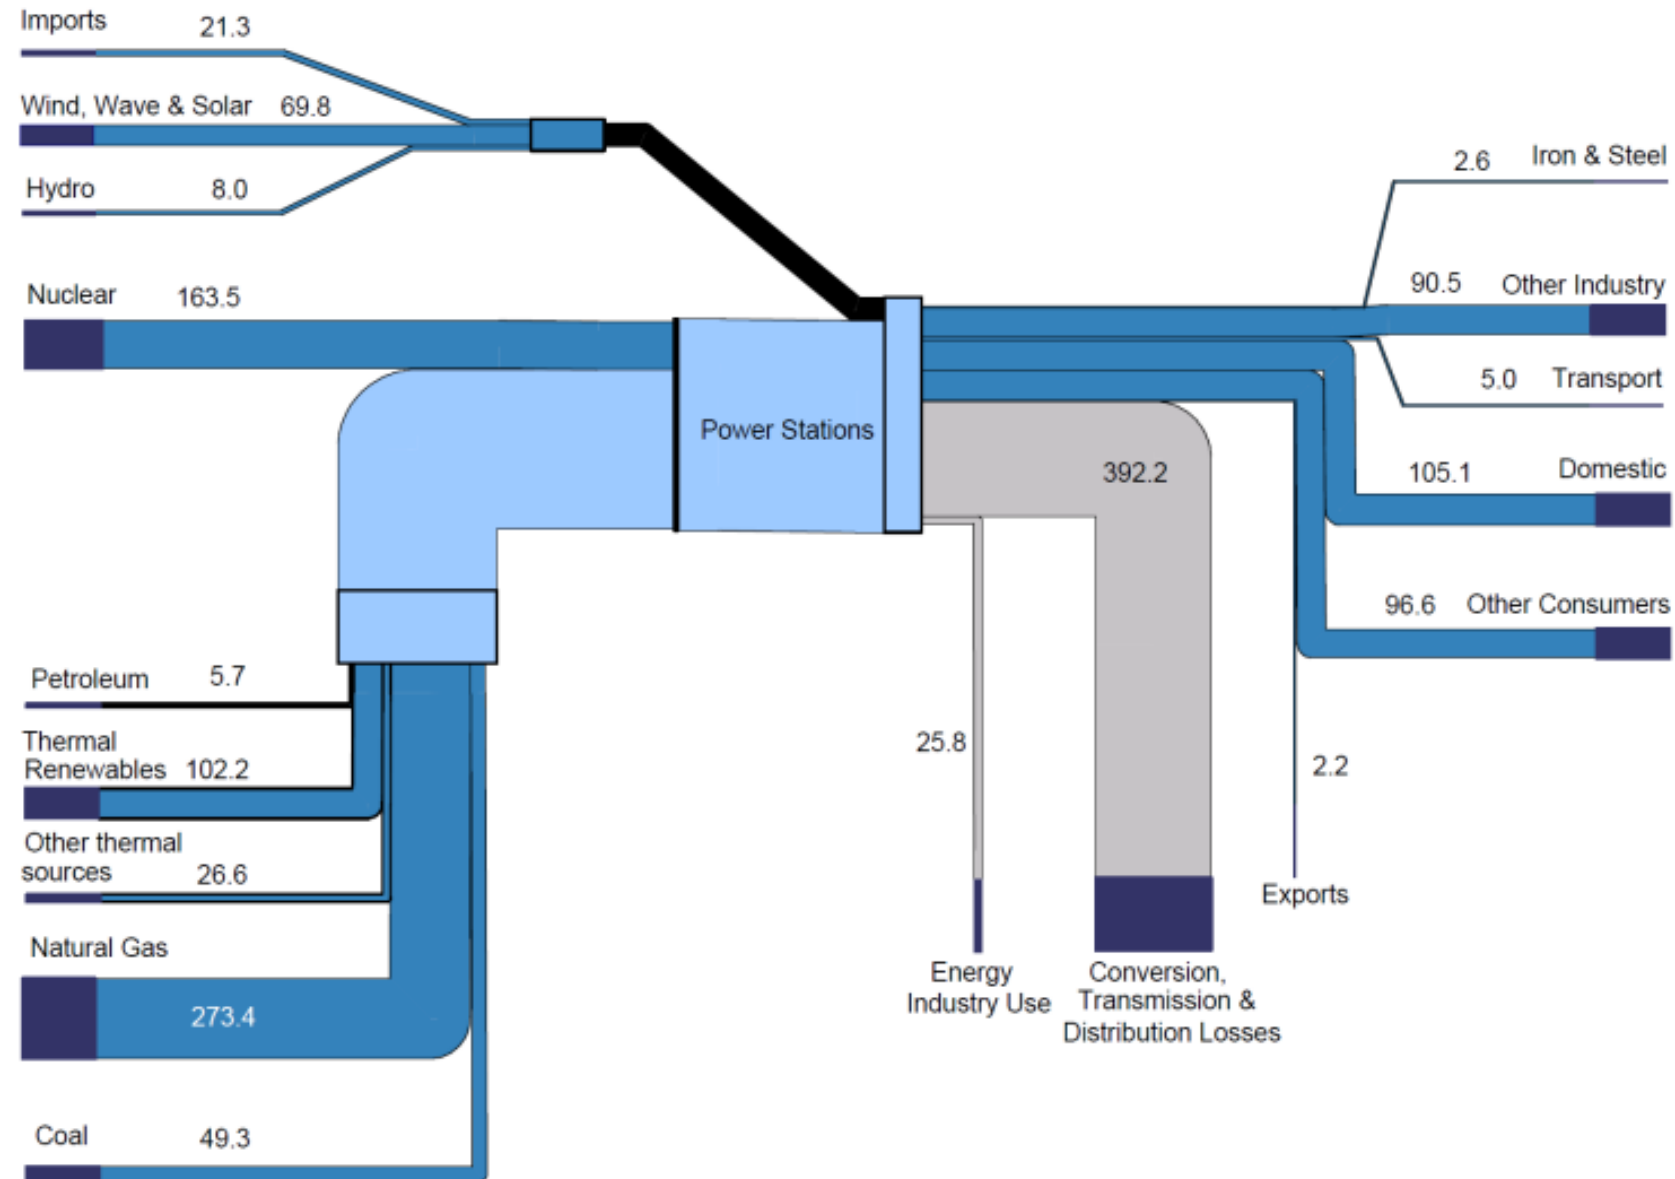 Imports
21.3
Wind, Wave & Solar 69.8
Hydro
8.0
Nuclear
163.5
Power Stations
2.6
Iron & Steel
90.5
Other Industry
5.0
Transport
392.2
105.1
Domestic
96.6
Other Consumers
Petroleum
5.7
Thermal
Renewables 102.2
Other thermal
sources
26.6
Natural Gas
273.4
Coal
49.3
25.8
2.2
Exports
Energy
Industry Use
Conversion,
Transmission &
Distribution Losses